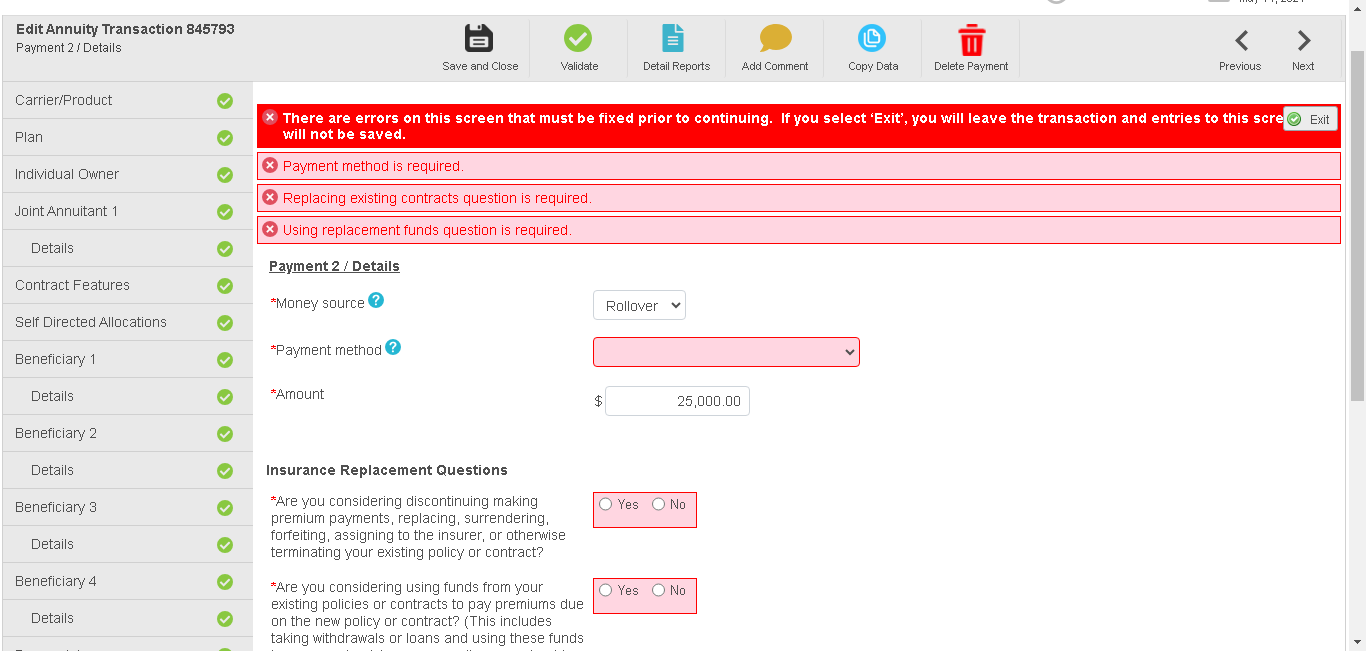 Edit Annuity Transaction 845793
Payment 2 / Details
Save and Close
Validate
Detail Reports
Add Comment
Copy Data
Delete Payment
Previous
Next
Carrier/Product
Plan
Individual Owner
Joint Annuitant 1
Details
Contract Features
Self Directed Allocations
Beneficiary 1
Details
Beneficiary 2
Details
Beneficiary 3
Details
Beneficiary 4
Details
There are errors on this screen that must be fixed prior to continuing. If you select ‘Exit’, you will leave the transaction and entries to this scre
will not be saved.
Exit
Payment method is required.
Replacing existing contracts question is required.
Using replacement funds question is required.
Payment 2 / Details
*Money source ?
Rollover
*Payment method ?
*Amount
$ 25,000.00
Insurance Replacement Questions
*Are you considering discontinuing making
premium payments, replacing, surrendering,
forfeiting, assigning to the insurer, or otherwise
terminating your existing policy or contract?
Yes No
*Are you considering using funds from your
existing policies or contracts to pay premiums due
on the new policy or contract? (This includes
taking withdrawals or loans and using these funds
Yes No